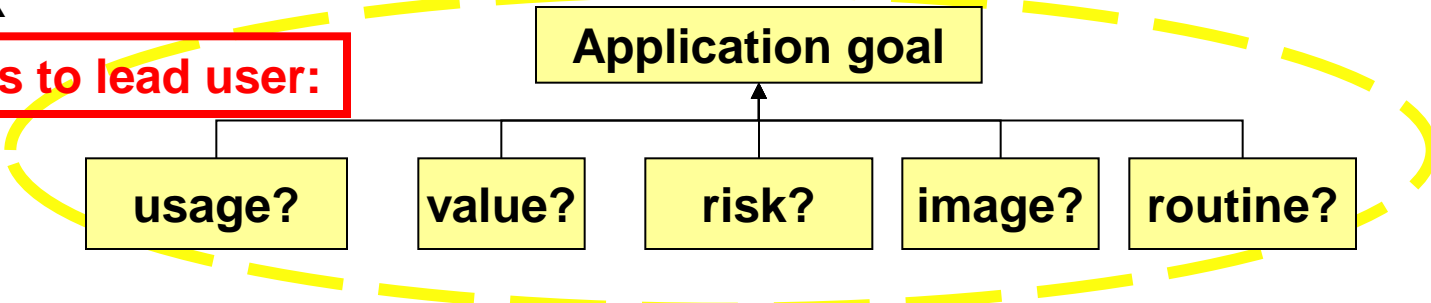 Application goal
s to lead user:
usage?
value?
risk?
image?
routine?